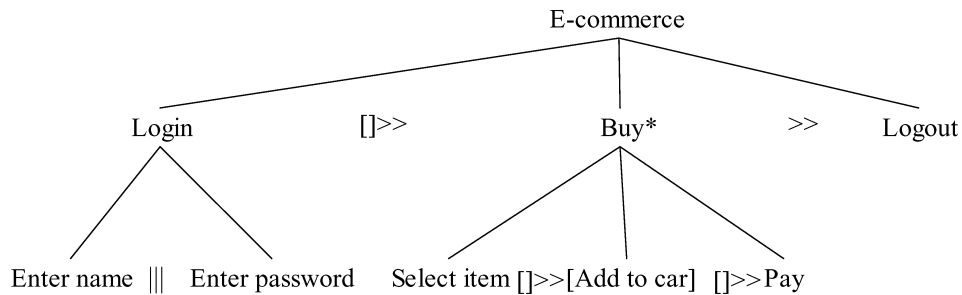 E-commerce
Login []>> Buy* >> Logout
Enter name ||| Enter password Select item []>> [Add to car] []>> Pay